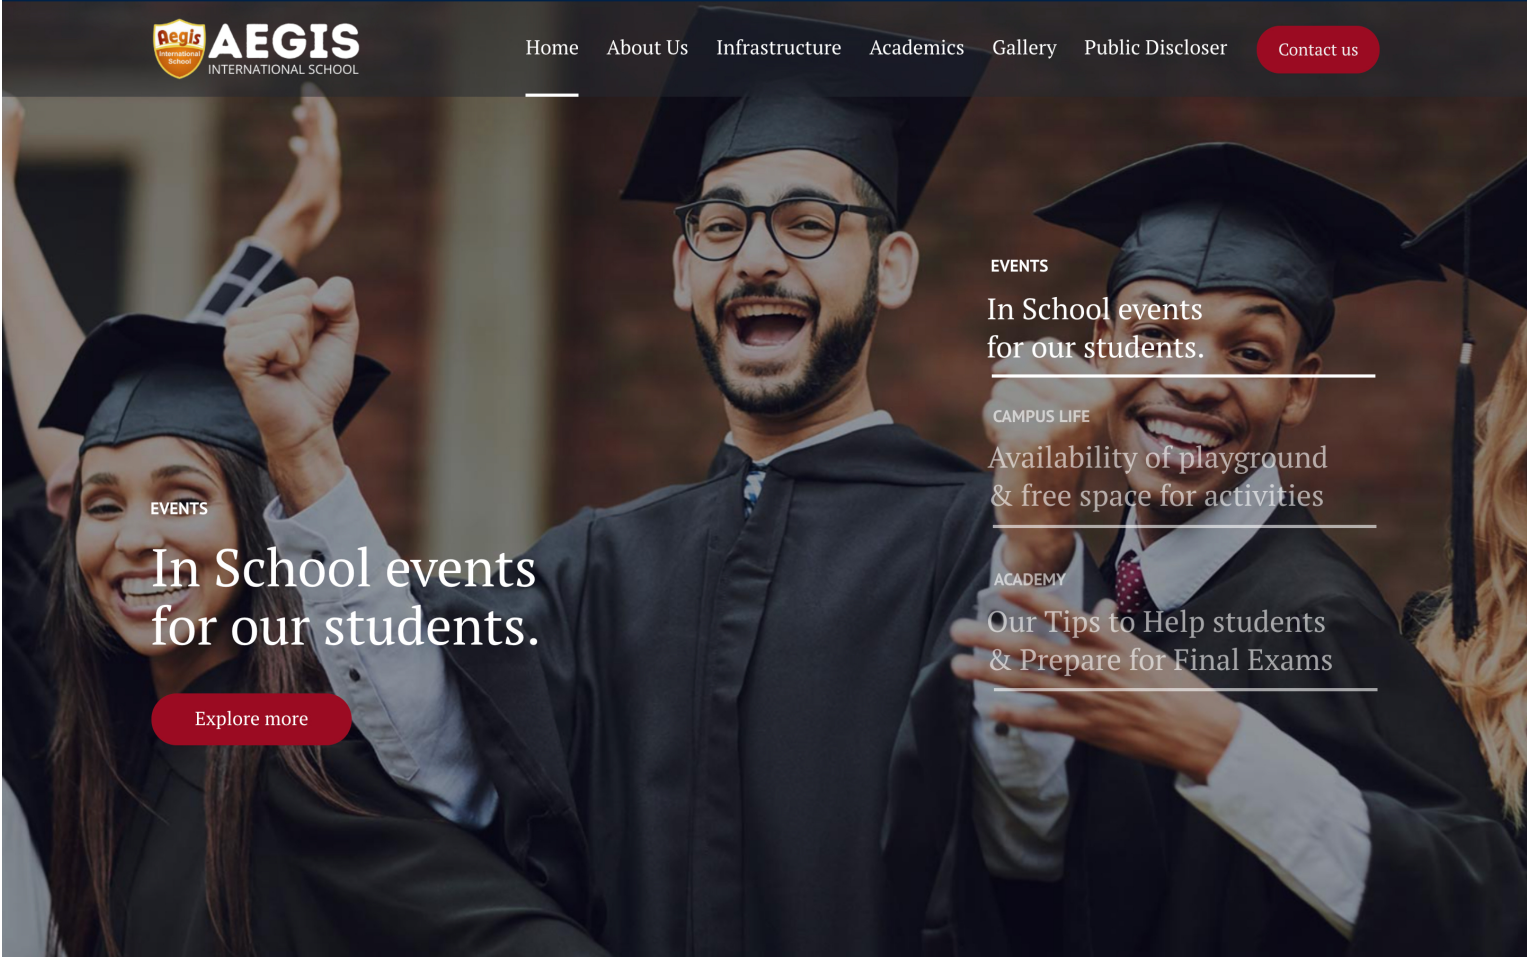 Aegis
International
School
AEGIS
INTERNATIONAL SCHOOL
Home About Us Infrastructure Academics Gallery Public Discloser Contact us
EVENTS
In School events
for our students.
CAMPUS LIFE
Availability of playground
& free space for activities
ACADEMY
Our Tips to Help students
& Prepare for Final Exams
EVENTS
In School events
for our students.
Explore more